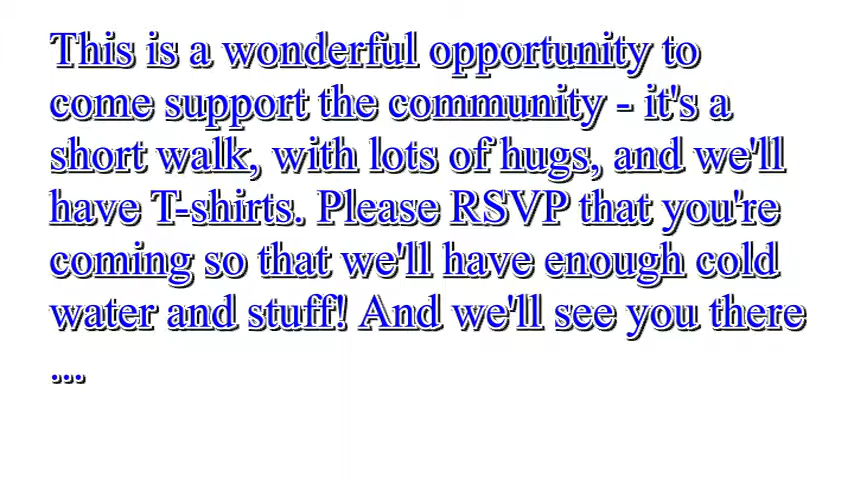 This is a wonderful opportunity to
come support the community - it's a
short walk, with lots of hugs, and we'll
have T-shirts. Please RSVP that you're
coming so that we'll have enough cold
water and stuff! And we'll see you there
...